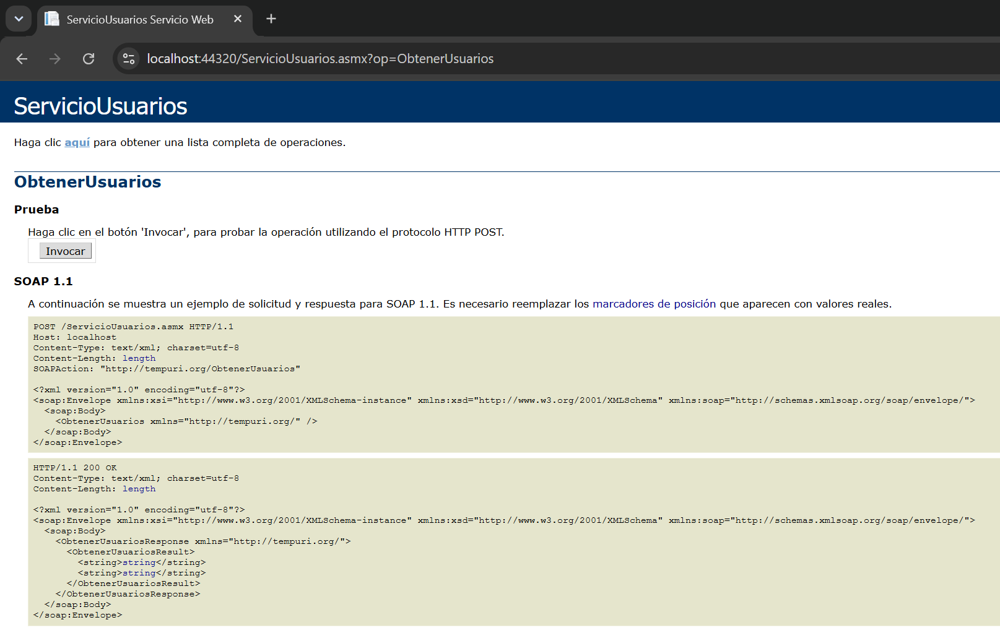 ServicioUsuarios Servicio Web
localhost:44320/ServicioUsuarios.asmx?op=ObtenerUsuarios
ServicioUsuarios
Haga clic aquí para obtener una lista completa de operaciones.
ObtenerUsuarios
Prueba
Haga clic en el botón 'Invocar', para probar la operación utilizando el protocolo HTTP POST.
Invocar
SOAP 1.1
A continuación se muestra un ejemplo de solicitud y respuesta para SOAP 1.1. Es necesario reemplazar los marcadores de posición que aparecen con valores reales.
POST /ServicioUsuarios.asmx HTTP/1.1
Host: localhost
Content-Type: text/xml; charset=utf-8
Content-Length: length
SOAPAction: "http://tempuri.org/ObtenerUsuarios"
<?xml version="1.0" encoding="utf-8"?>
<soap:Envelope xmlns:xsi="http://www.w3.org/2001/XMLSchema-instance" xmlns:xsd="http://www.w3.org/2001/XMLSchema" xmlns:soap="http://schemas.xmlsoap.org/soap/envelope/">
  <soap:Body>
    <ObtenerUsuarios xmlns="http://tempuri.org/" />
  </soap:Body>
</soap:Envelope>
HTTP/1.1 200 OK
Content-Type: text/xml; charset=utf-8
Content-Length: length
<?xml version="1.0" encoding="utf-8"?>
<soap:Envelope xmlns:xsi="http://www.w3.org/2001/XMLSchema-instance" xmlns:xsd="http://www.w3.org/2001/XMLSchema" xmlns:soap="http://schemas.xmlsoap.org/soap/envelope/">
  <soap:Body>
    <ObtenerUsuariosResponse xmlns="http://tempuri.org/">
      <ObtenerUsuariosResult>
        <string>string</string>
        <string>string</string>
      </ObtenerUsuariosResult>
    </ObtenerUsuariosResponse>
  </soap:Body>
</soap:Envelope>